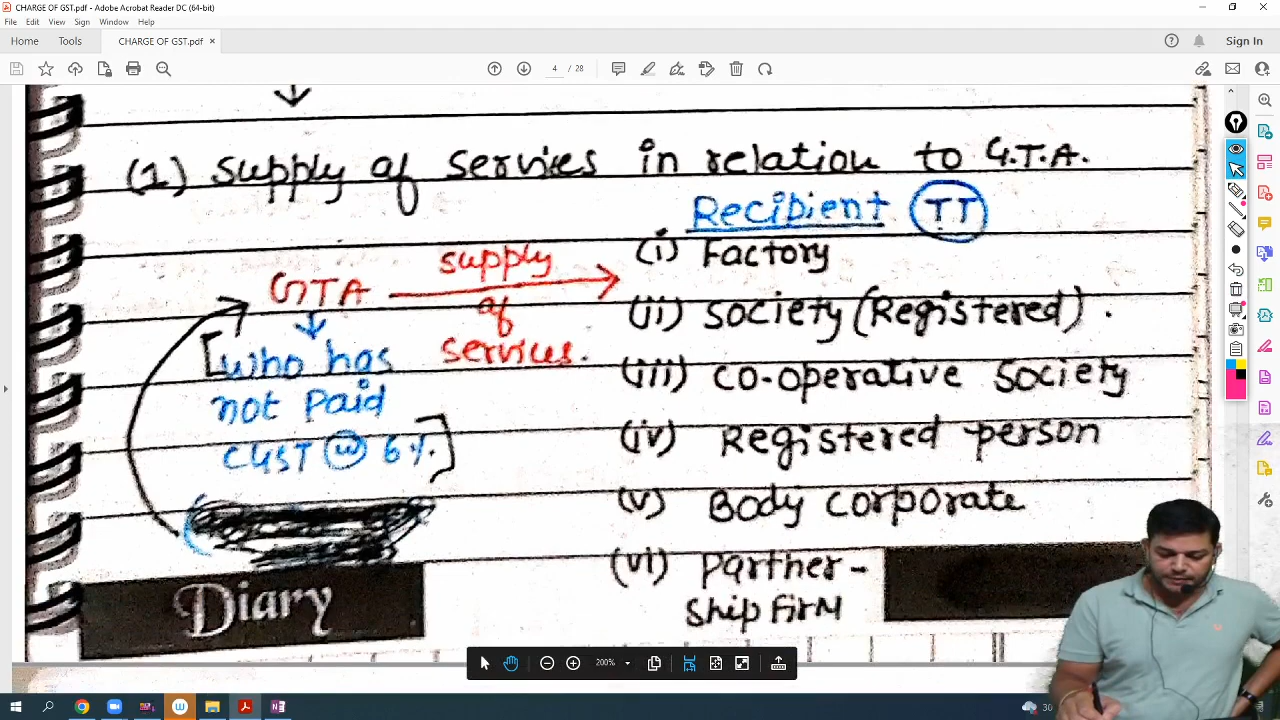 CHARGE OF GST.pdf - Adobe Acrobat Reader DC (64-bit)
File Edit View Sign Window Help
Home Tools CHARGE OF GST.pdf × Sign In
4 / 28
(1) Supply of services in relation to G.T.A.
Recibient TT
(i) Factory
GTA supply of services.
(ii) Society (Registered).
[who has
not Paid
CGST @ 6%.]
(iii) co-operative Society
(iv) Registered person
(v) Body corporate
(vi) Partner-
ship firm
Diary
200%
30